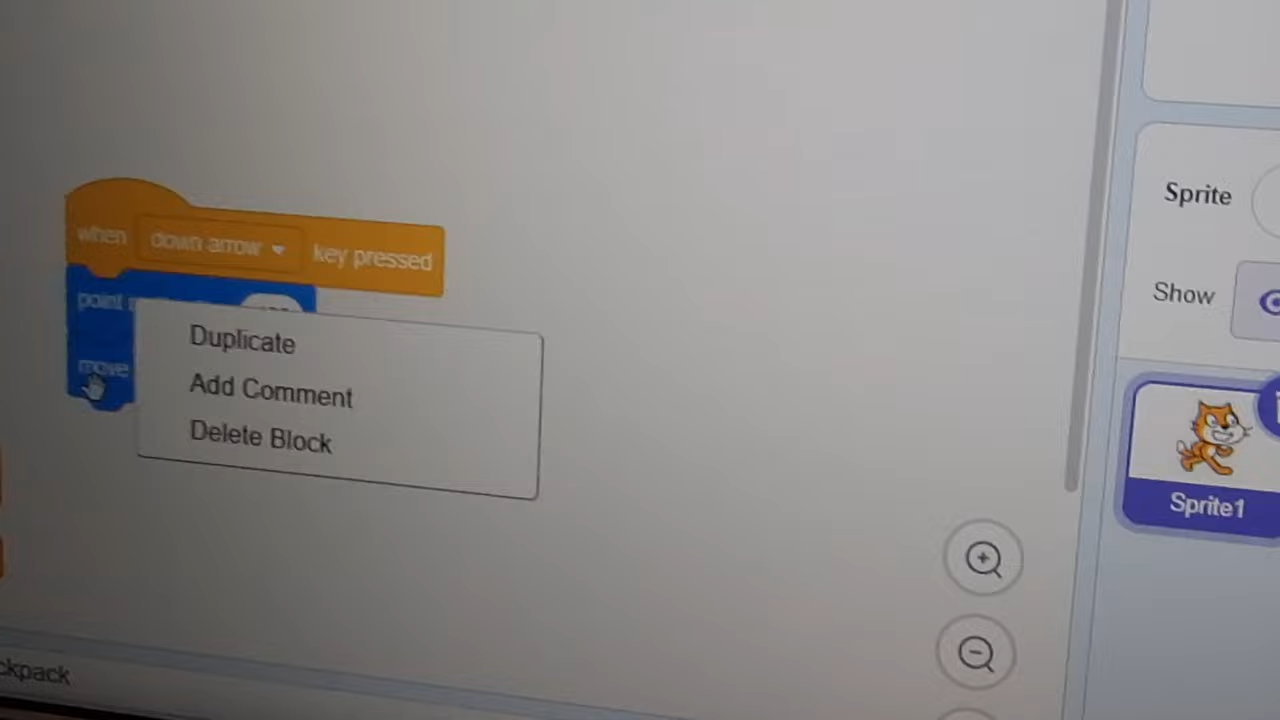 when down arrow key pressed
point
move
Duplicate
Add Comment
Delete Block
Sprite
Show
Sprite1
ckpack